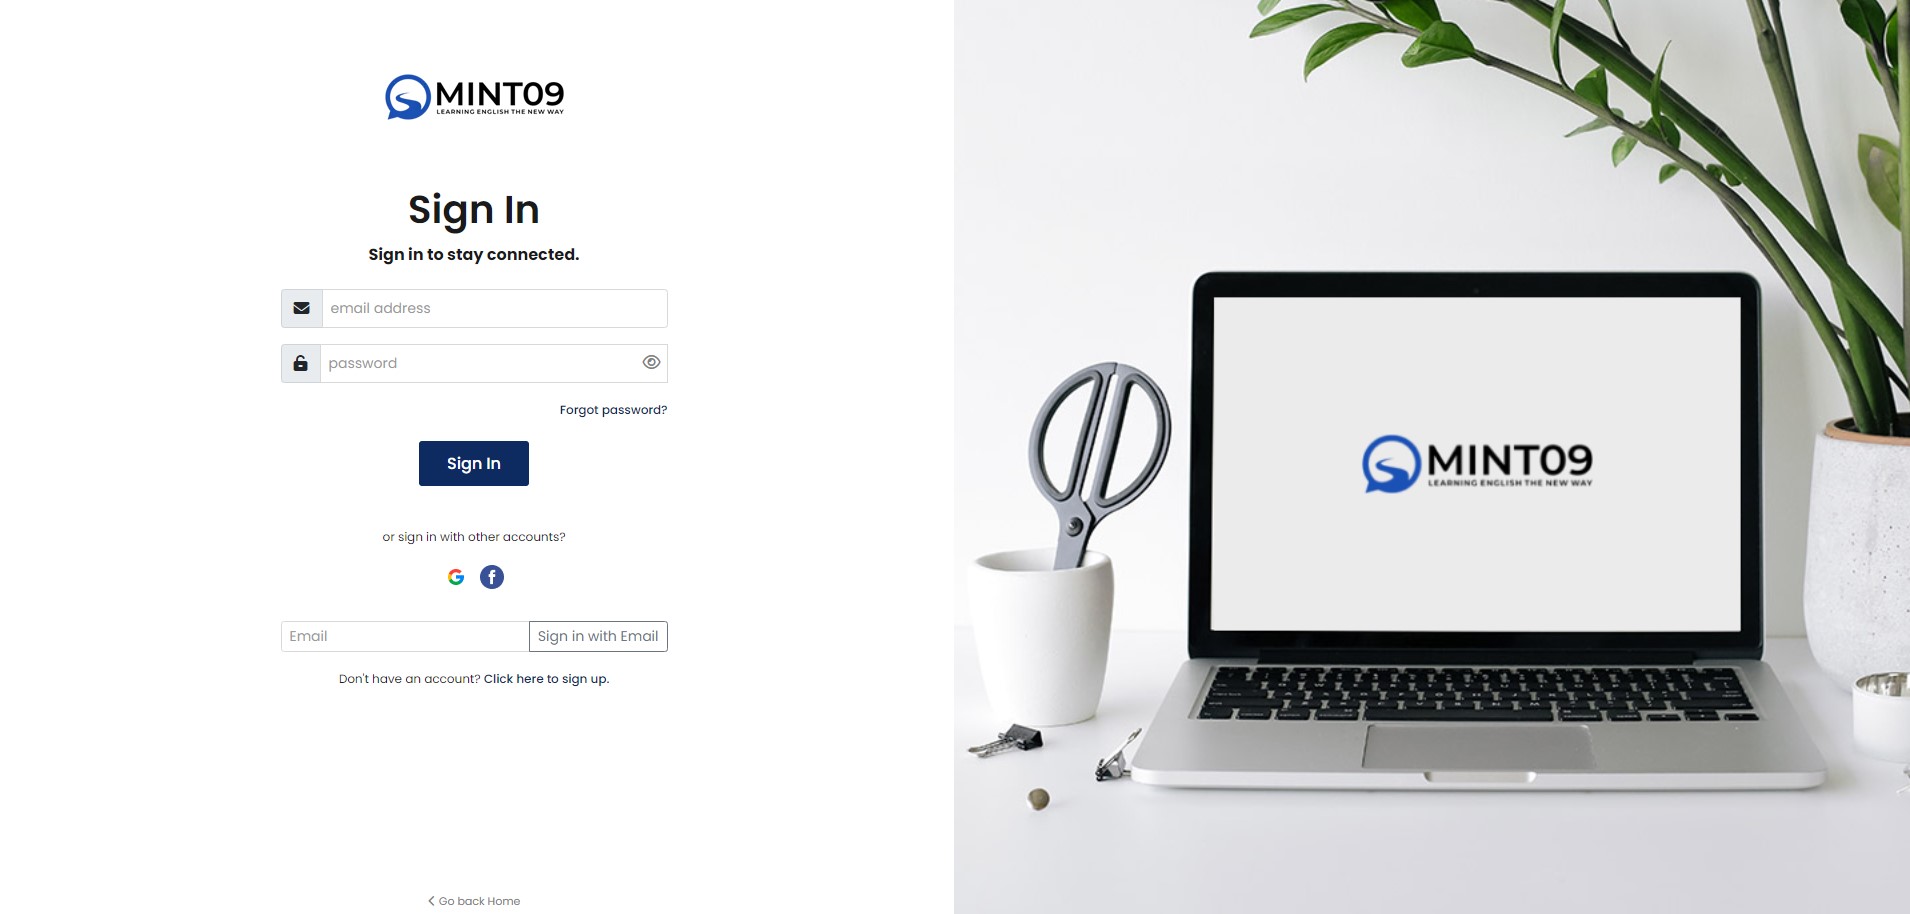 MINT09
LEARNING ENGLISH THE NEW WAY
Sign In
Sign in to stay connected.
email address
password
Forgot password?
Sign In
or sign in with other accounts?
Email
Sign in with Email
Don't have an account? Click here to sign up.
Go back Home
MINT09
LEARNING ENGLISH THE NEW WAY